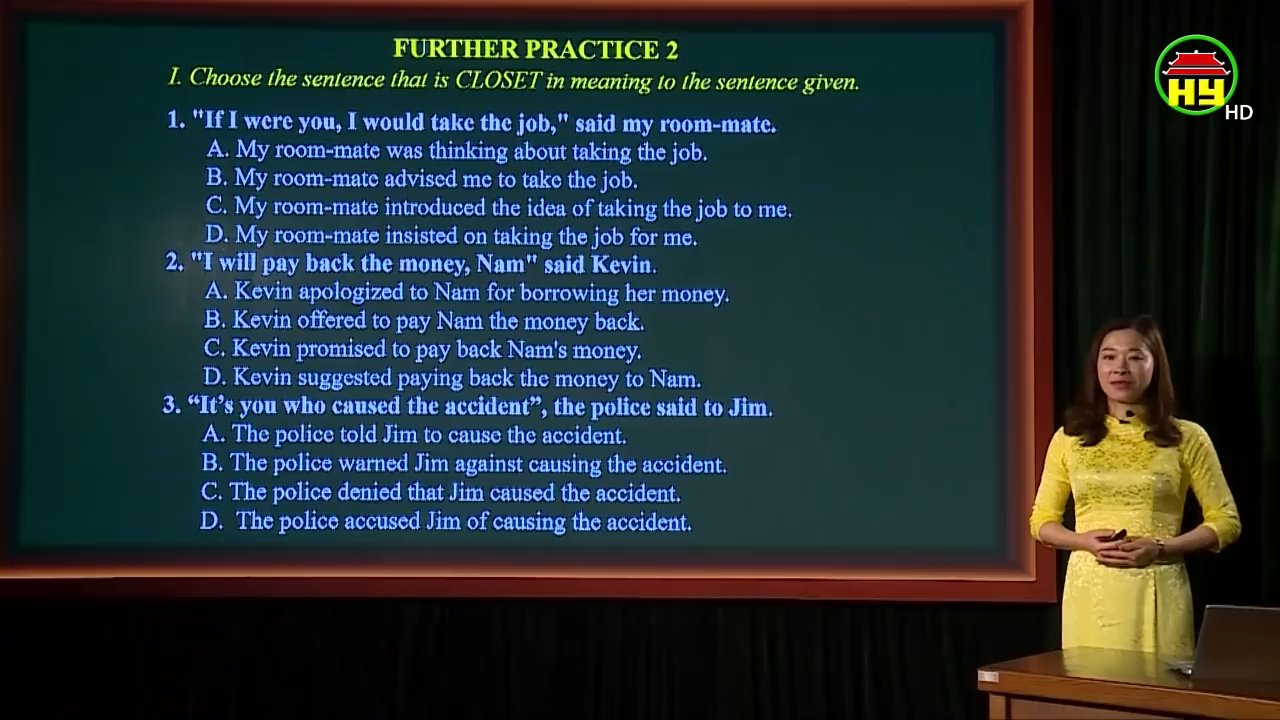 FURTHER PRACTICE 2
I. Choose the sentence that is CLOSET in meaning to the sentence given.
1. "If I were you, I would take the job," said my room-mate.
A. My room-mate was thinking about taking the job.
B. My room-mate advised me to take the job.
C. My room-mate introduced the idea of taking the job to me.
D. My room-mate insisted on taking the job for me.
2. "I will pay back the money, Nam" said Kevin.
A. Kevin apologized to Nam for borrowing her money.
B. Kevin offered to pay Nam the money back.
C. Kevin promised to pay back Nam's money.
D. Kevin suggested paying back the money to Nam.
3. “It’s you who caused the accident”, the police said to Jim.
A. The police told Jim to cause the accident.
B. The police warned Jim against causing the accident.
C. The police denied that Jim caused the accident.
D. The police accused Jim of causing the accident.
HY
HD